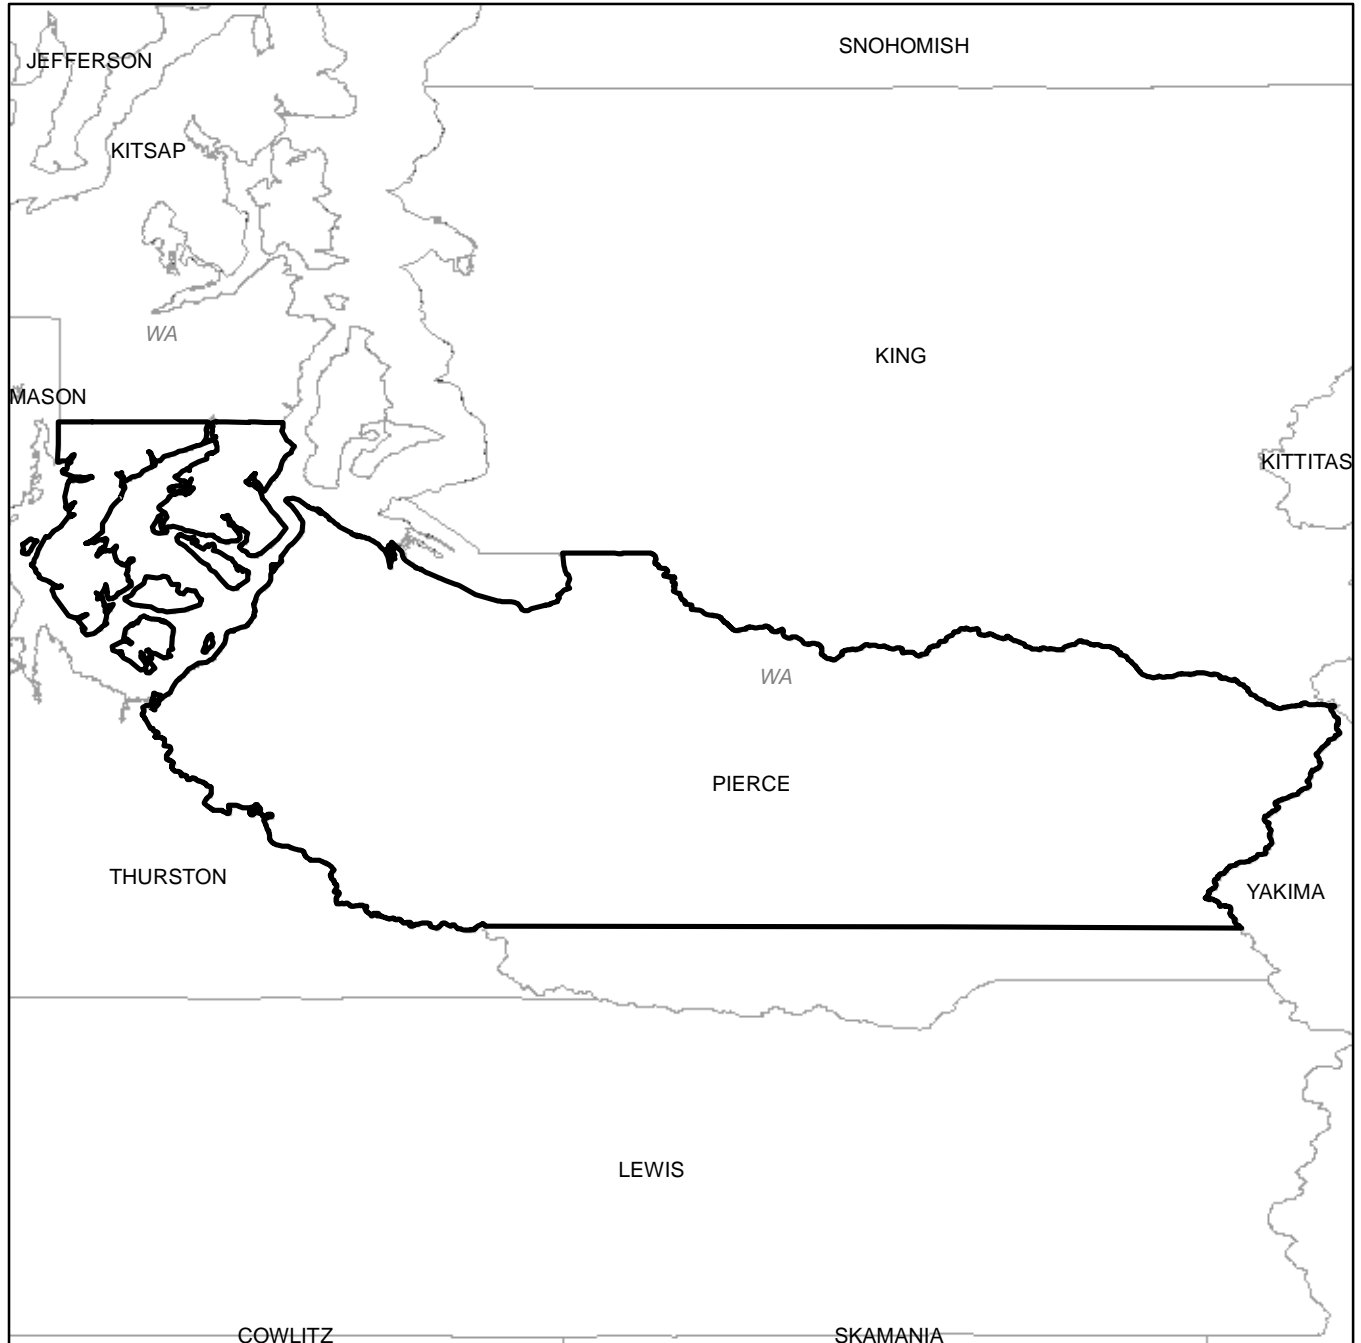 SNOHOMISH
JEFFERSON
KITSAP
WA
KING
MASON
KITTITAS
WA
PIERCE
THURSTON
YAKIMA
LEWIS
COWLITZ
SKAMANIA